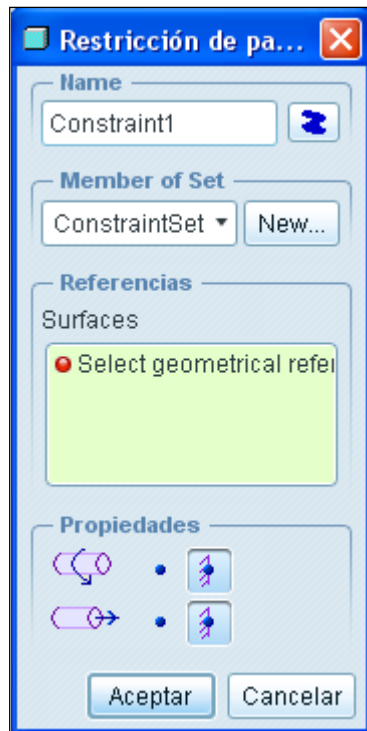 Restricción de pa...
Name
Constraint1
Member of Set
ConstraintSet New...
Referencias
Surfaces
Select geometrical refer
Propiedades
Aceptar Cancelar